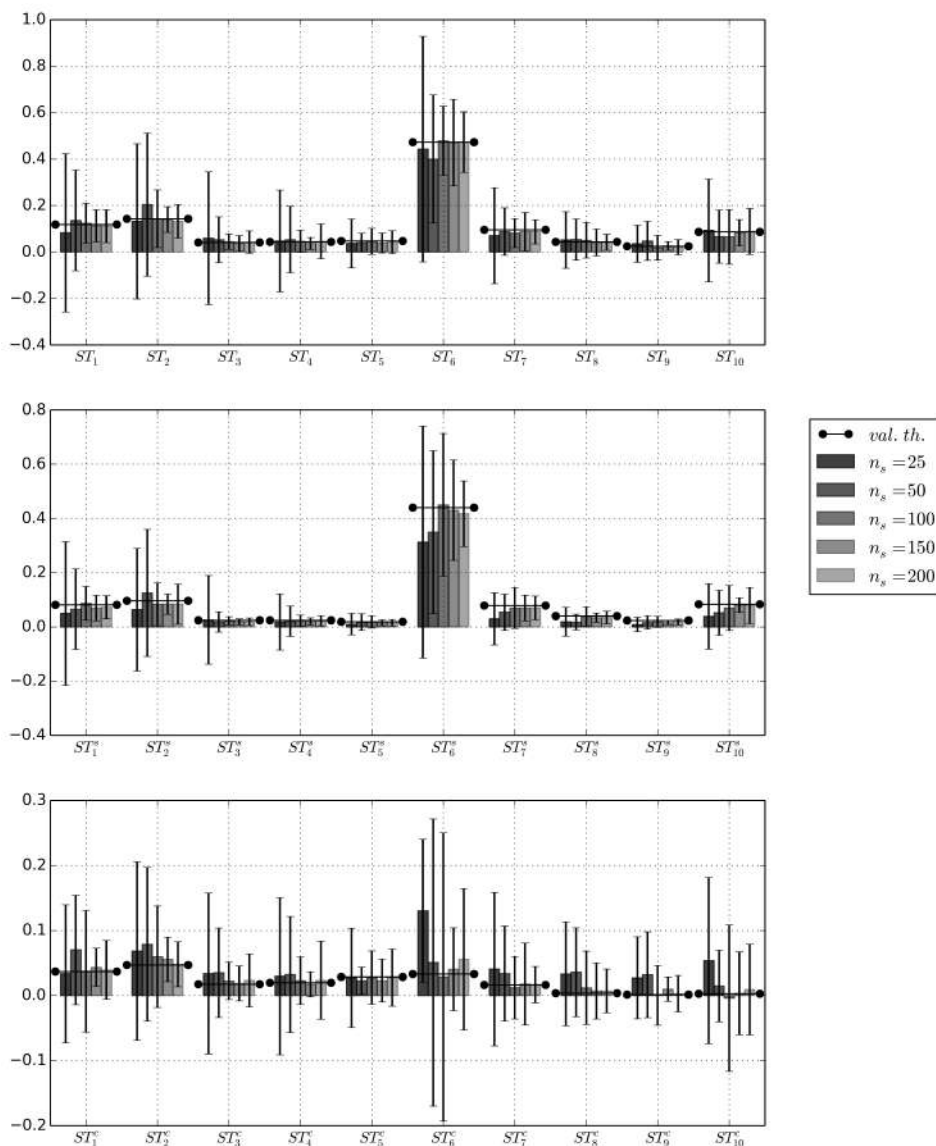 1.0
0.8
0.6
0.4
0.2
0.0
−0.2
−0.4
ST₁ ST₂ ST₃ ST₄ ST₅ ST₆ ST₇ ST₈ ST₉ ST₁₀
0.8
0.6
0.4
0.2
0.0
−0.2
−0.4
ST₁ˢ ST₂ˢ ST₃ˢ ST₄ˢ ST₅ˢ ST₆ˢ ST₇ˢ ST₈ˢ ST₉ˢ ST₁₀ˢ
val. th.
nₛ =25
nₛ =50
nₛ =100
nₛ =150
nₛ =200
0.3
0.2
0.1
0.0
−0.1
−0.2
ST₁ᶜ ST₂ᶜ ST₃ᶜ ST₄ᶜ ST₅ᶜ ST₆ᶜ ST₇ᶜ ST₈ᶜ ST₉ᶜ ST₁₀ᶜ